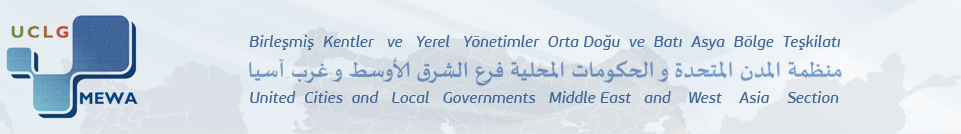 UCLG
MEWA
Birleşmiş Kentler ve Yerel Yönetimler Orta Doğu ve Batı Asya Bölge Teşkilatı
منظمة المدن المتحدة و الحكومات المحلية فرع الشرق الأوسط و غرب آسيا
United Cities and Local Governments Middle East and West Asia Section